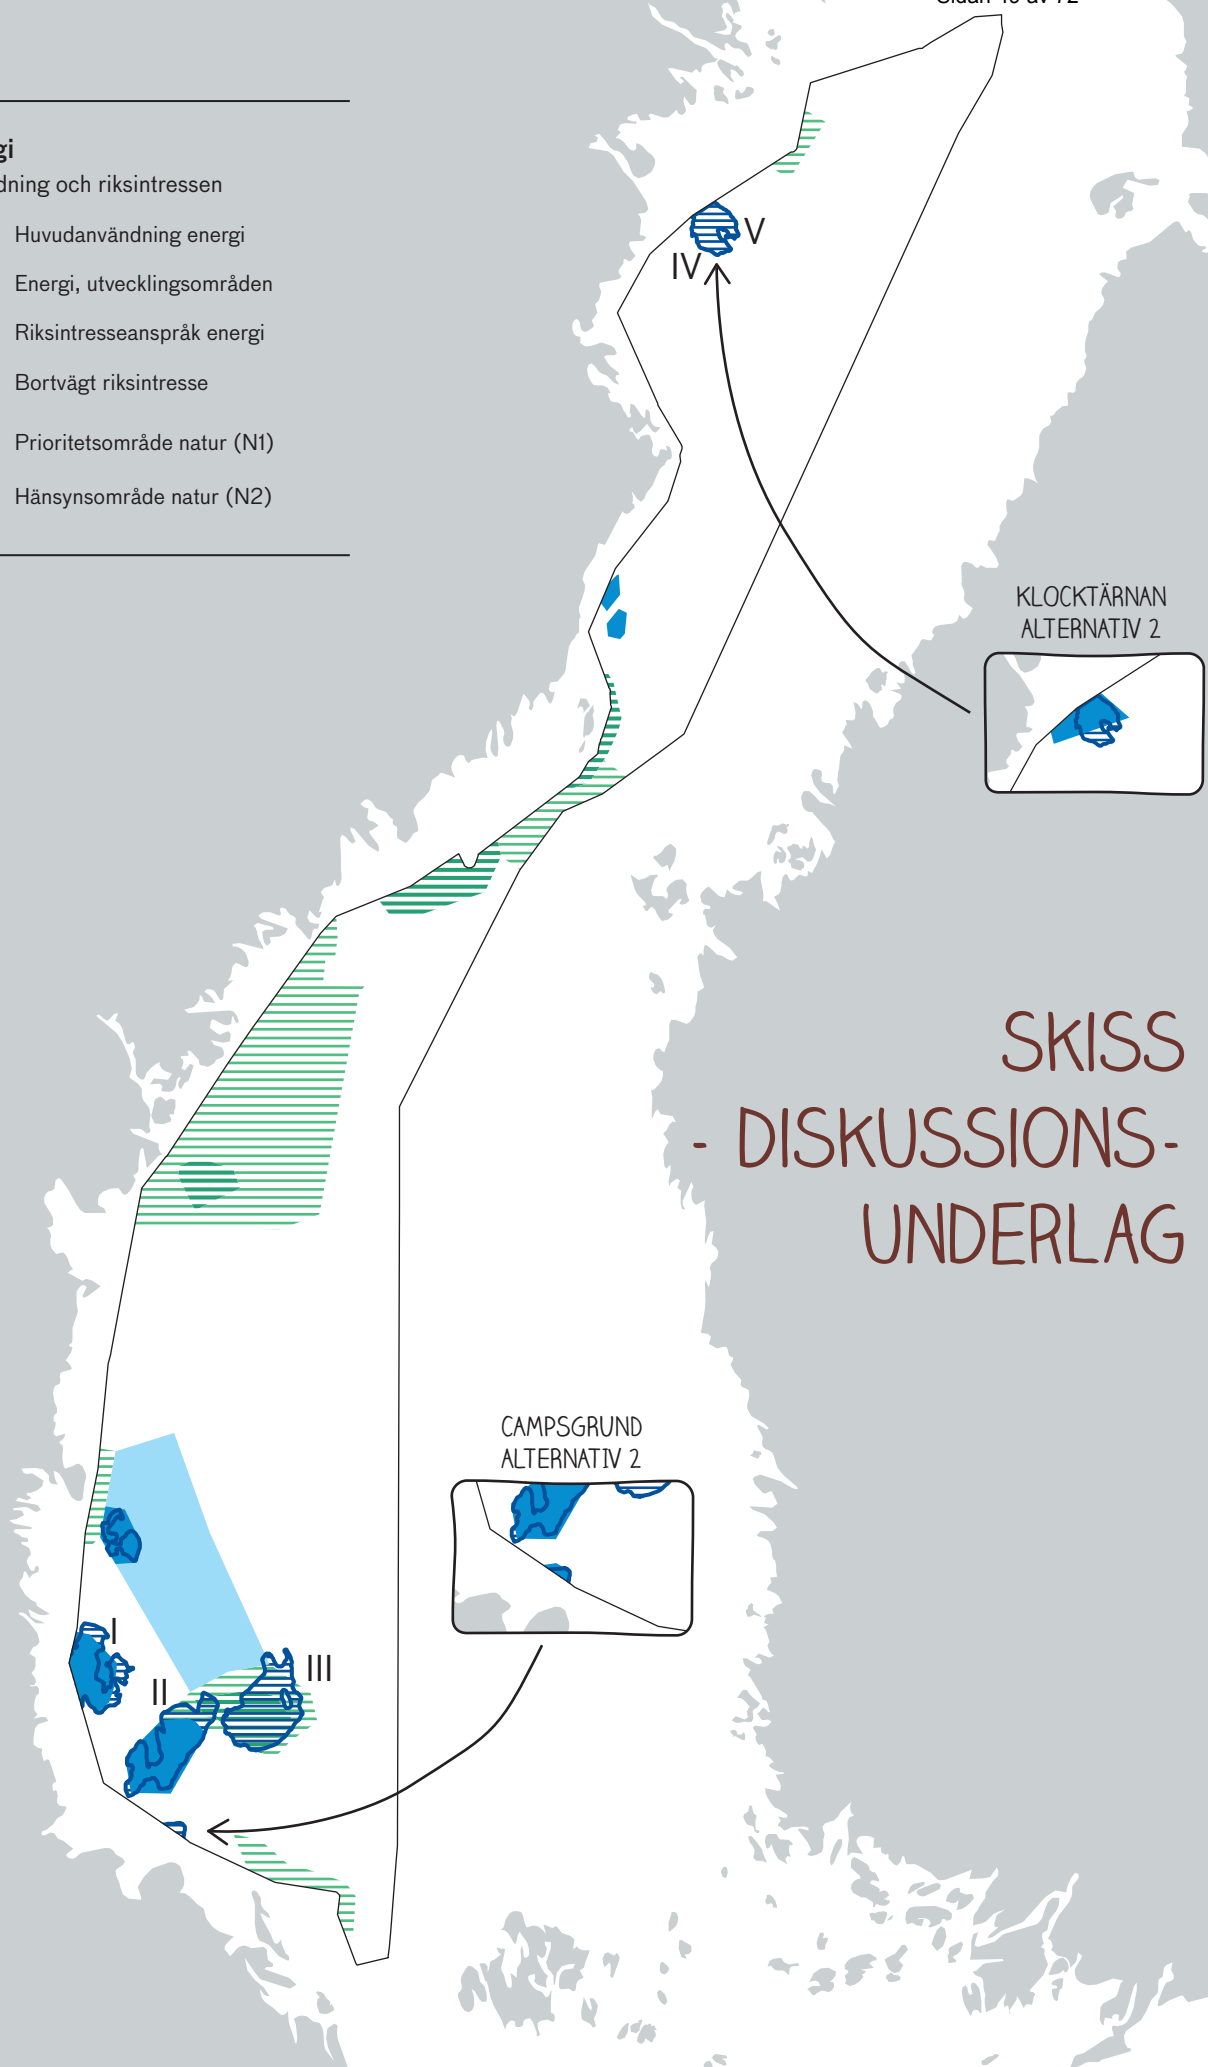 gi
dning och riksintressen
Huvudanvändning energi
Energi, utvecklingsområden
Riksintresseanspråk energi
Bortvägt riksintresse
Prioritetsområde natur (N1)
Hänsynsområde natur (N2)
V
IV
KLOCKTÄRNAN
ALTERNATIV 2
SKISS
- DISKUSSIONS-
UNDERLAG
CAMPSGRUND
ALTERNATIV 2
I
II
III